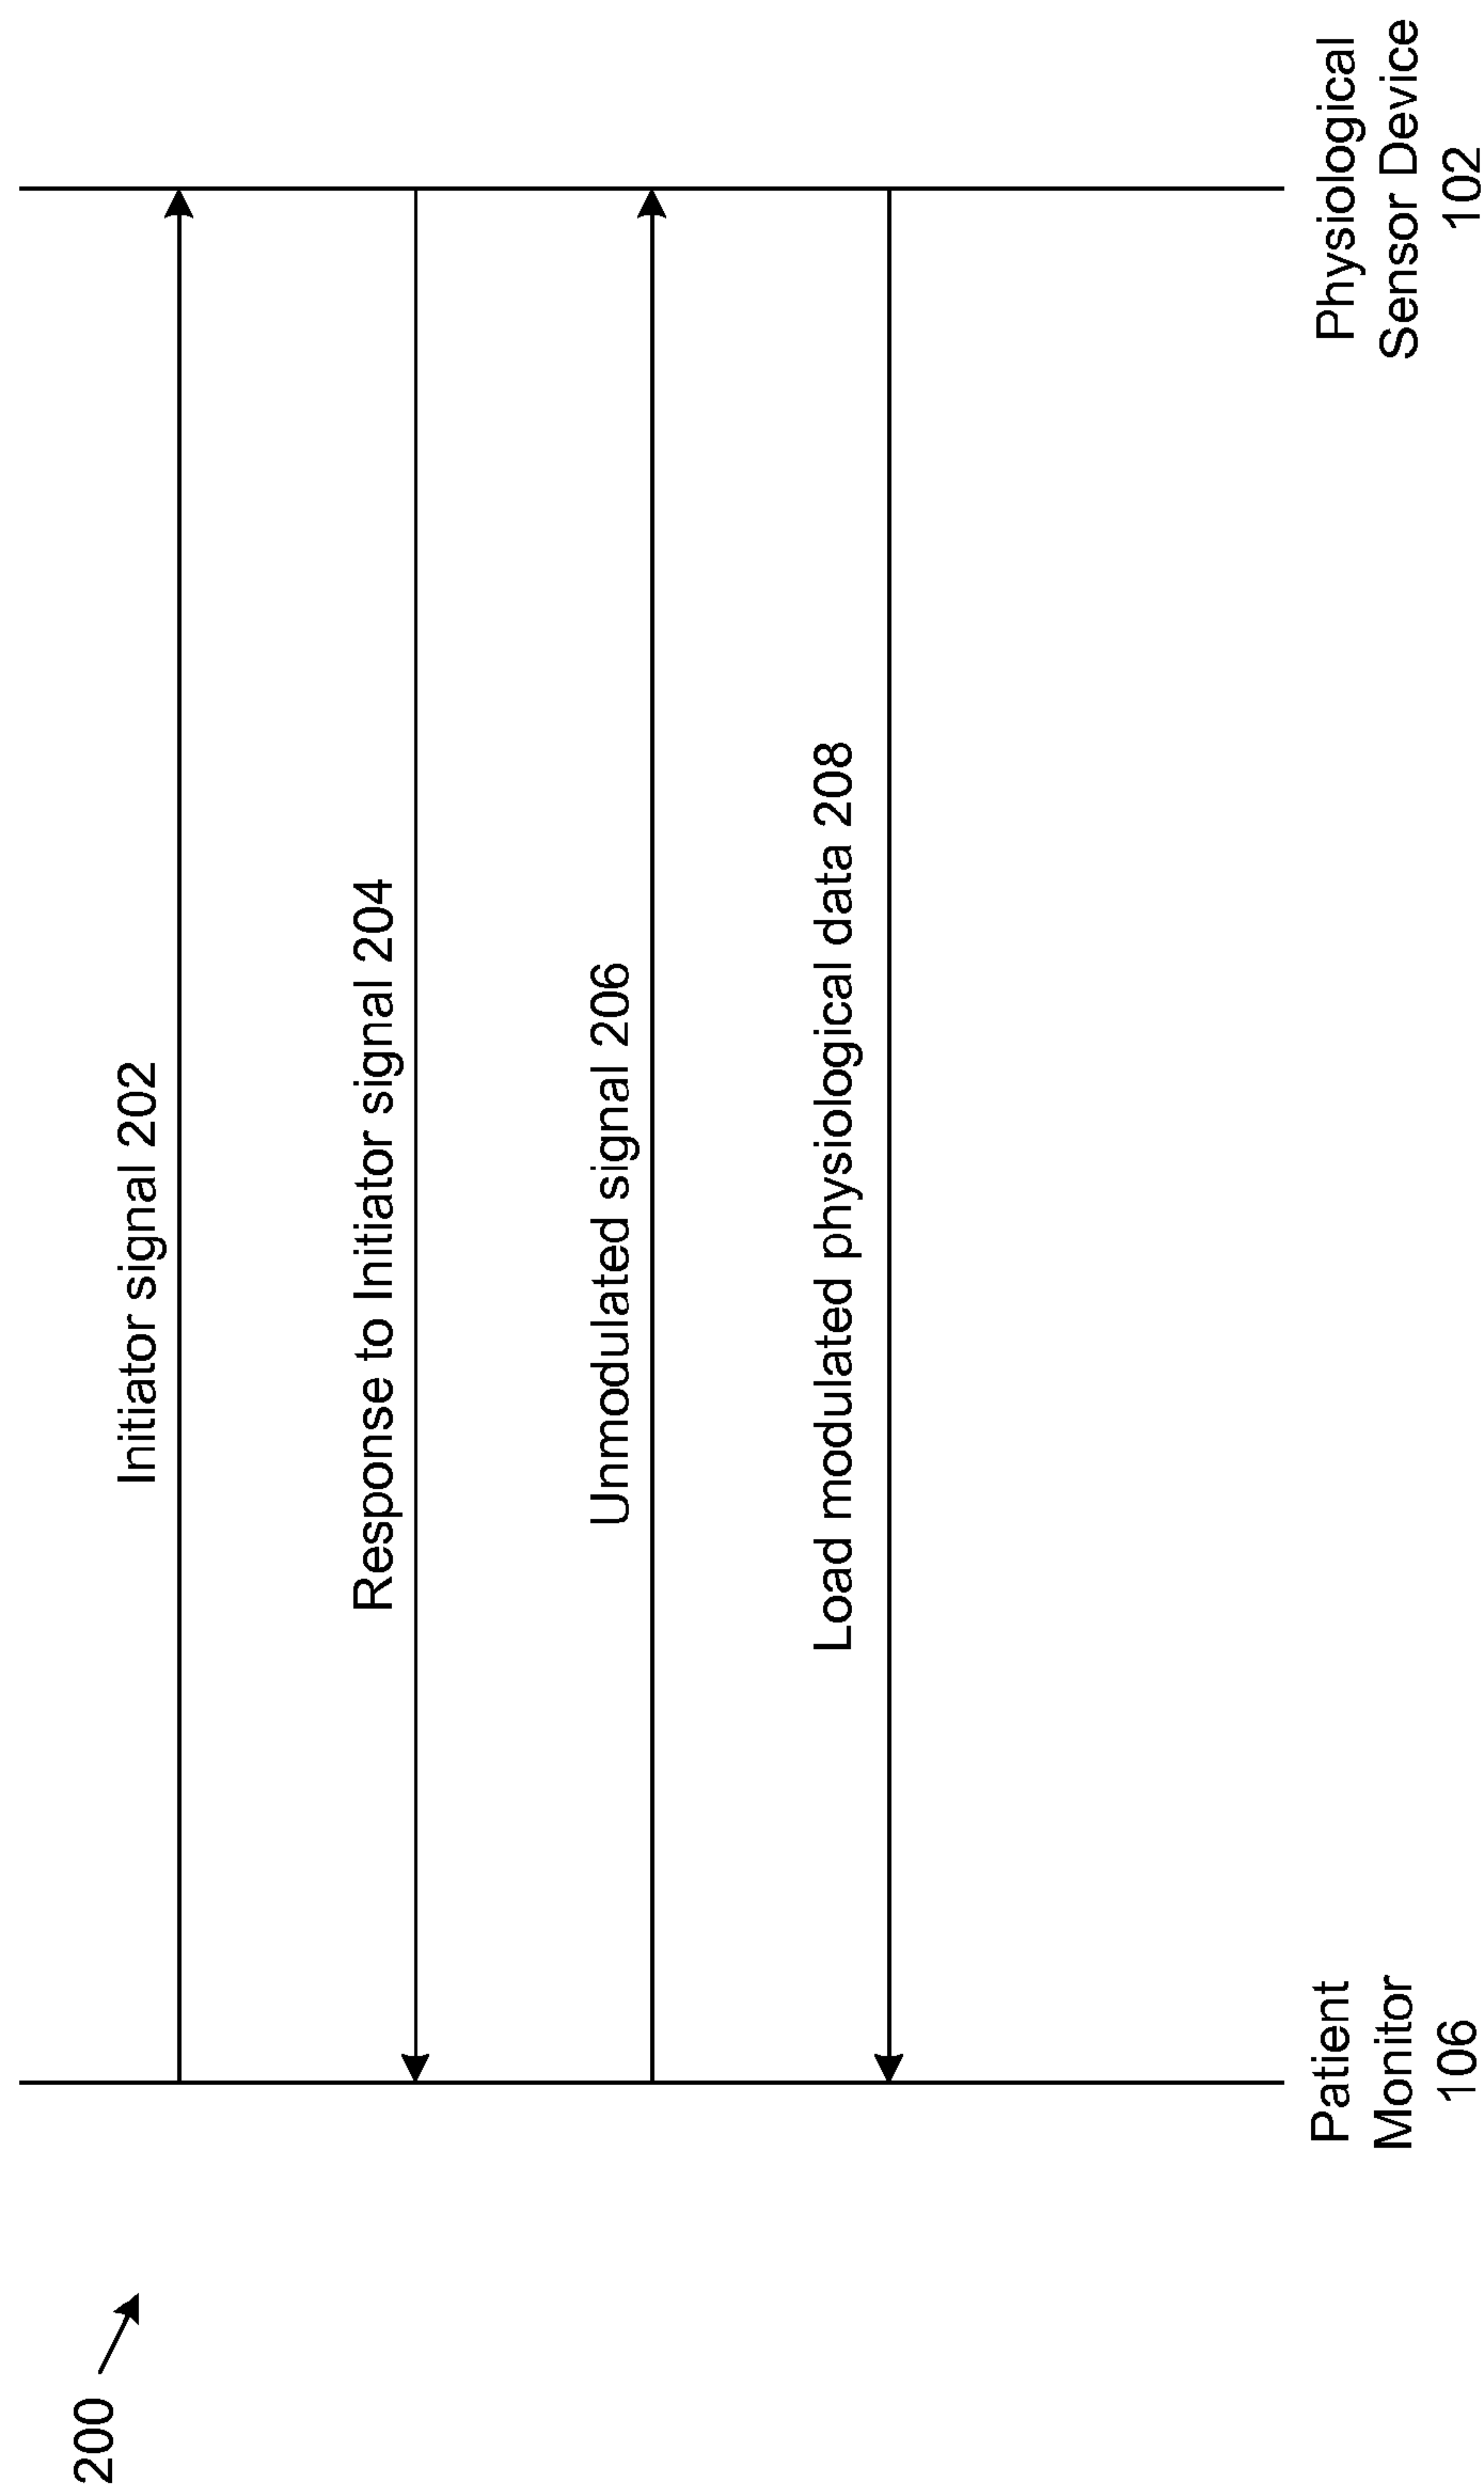 200
Initiator signal 202
Response to Initiator signal 204
Unmodulated signal 206
Load modulated physiological data 208
Patient
Monitor
106
Physiological
Sensor Device
102